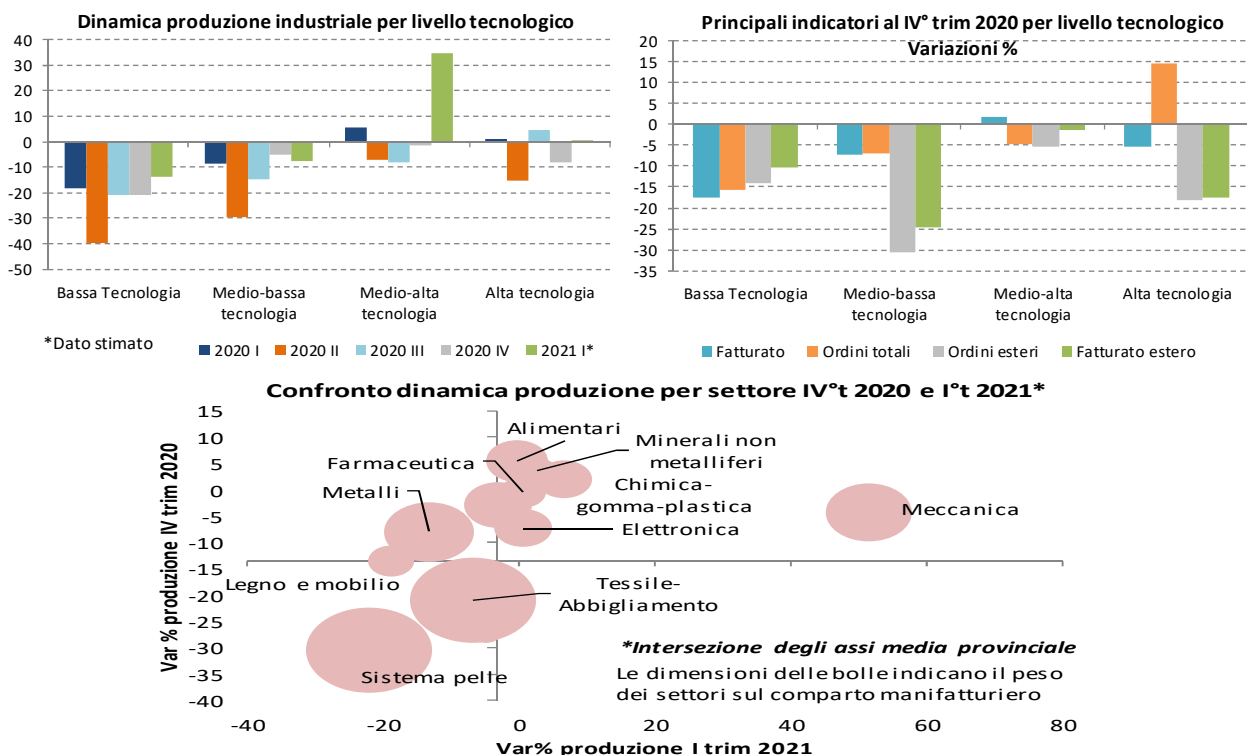 Dinamica produzione industriale per livello tecnologico
40
30
20
10
0
-10
-20
-30
-40
-50
Bassa Tecnologia
Medio-bassa
tecnologia
Medio-alta
tecnologia
Alta tecnologia
*Dato stimato
2020 I
2020 II
2020 III
2020 IV
2021 I*
Principali indicatori al IV° trim 2020 per livello tecnologico
Variazioni %
20
15
10
5
0
-5
-10
-15
-20
-25
-30
-35
Bassa Tecnologia
Medio-bassa
tecnologia
Medio-alta
tecnologia
Alta tecnologia
Fatturato
Ordini totali
Ordini esteri
Fatturato estero
Confronto dinamica produzione per settore IV°t 2020 e I°t 2021*
Var % produzione IV trim 2020
15
10
5
0
-5
-10
-15
-20
-25
-30
-35
-40
Alimentari
Minerali non
metalliferi
Farmaceutica
Chimica-
gomma-plastica
Metalli
Elettronica
Meccanica
Legno e mobilio
Tessile-
Abbigliamento
Sistema pelle
*Intersezione degli assi media provinciale
Le dimensioni delle bolle indicano il peso
dei settori sul comparto manifatturiero
-40
-20
0
20
40
60
80
Var% produzione I trim 2021